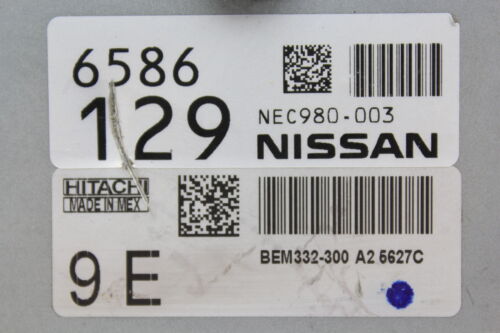 6586
129
NEC980-003
NISSAN
HITACHI
MADE IN MEX
9 E
BEM332-300 A2 5627C